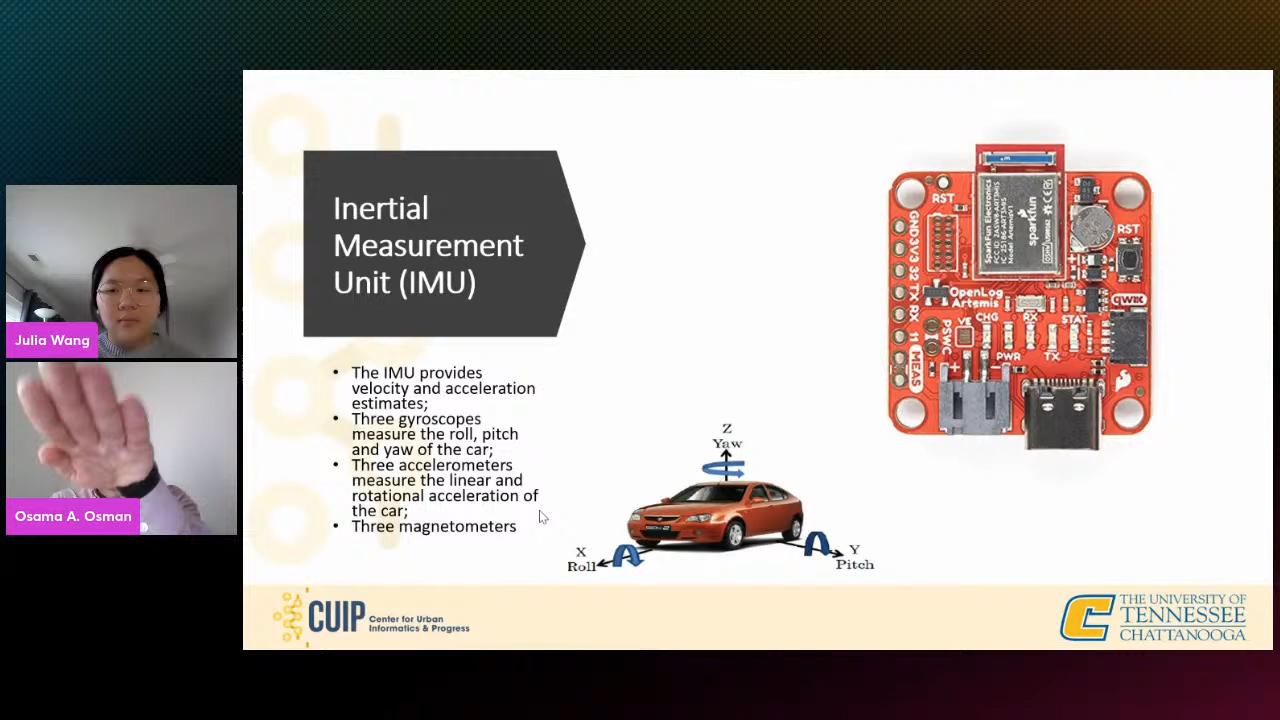 Inertial
Measurement
Unit (IMU)
• The IMU provides
velocity and acceleration
estimates;
• Three gyroscopes
measure the roll, pitch
and yaw of the car;
• Three accelerometers
measure the linear and
rotational acceleration of
the car;
• Three magnetometers
Z
Yaw
X
Roll
Y
Pitch
RST
GND 3V3 32 TX RX 11 MEAS
SparkFun Electronics
sparkfun
RST
OpenLog
Artemis
qwiic
VE
CHG
RX
STAT
PSWC
PWR
TX
Julia Wang
Osama A. Osman
CUIP
Center for Urban
Informatics & Progress
THE UNIVERSITY OF
TENNESSEE
CHATTANOOGA